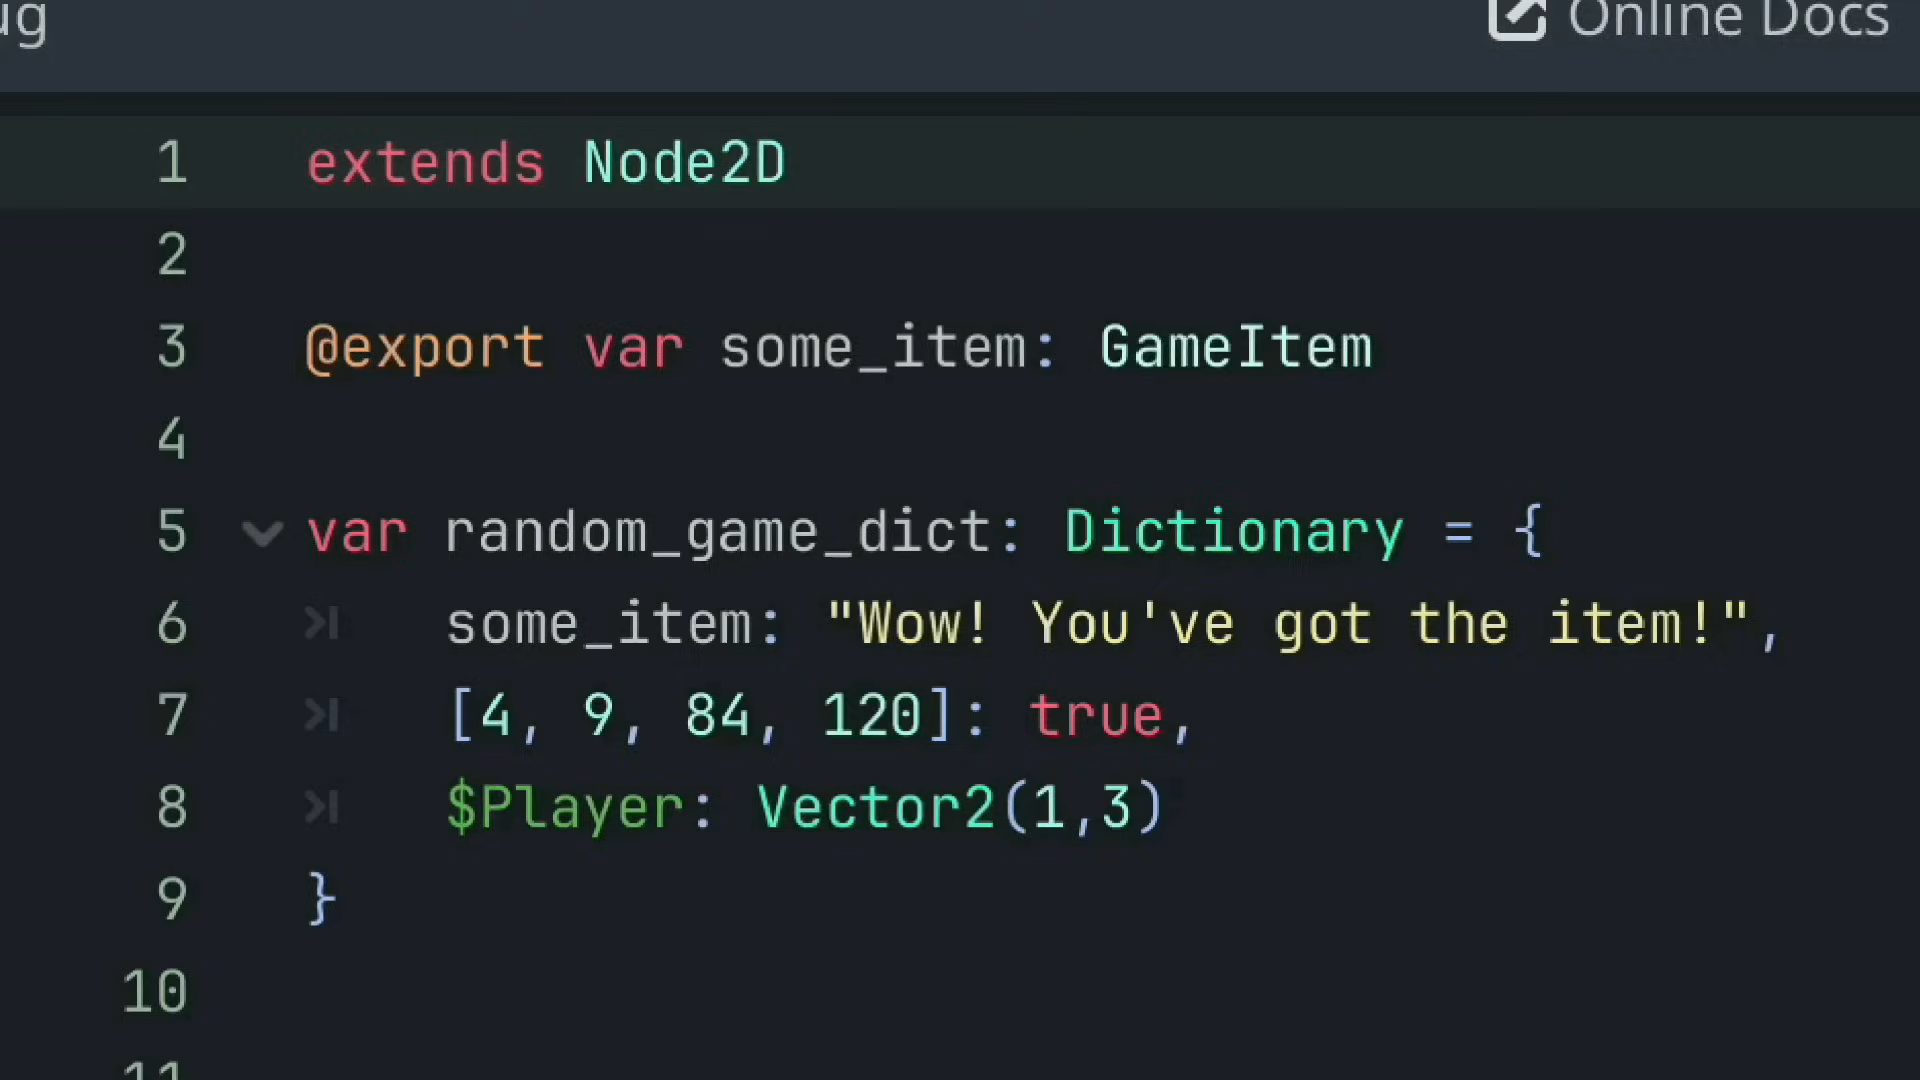 ug
Online Docs
1 extends Node2D
2
3 @export var some_item: GameItem
4
5 var random_game_dict: Dictionary = {
6 some_item: "Wow! You've got the item!",
7 [4, 9, 84, 120]: true,
8 $Player: Vector2(1,3)
9 }
10
11